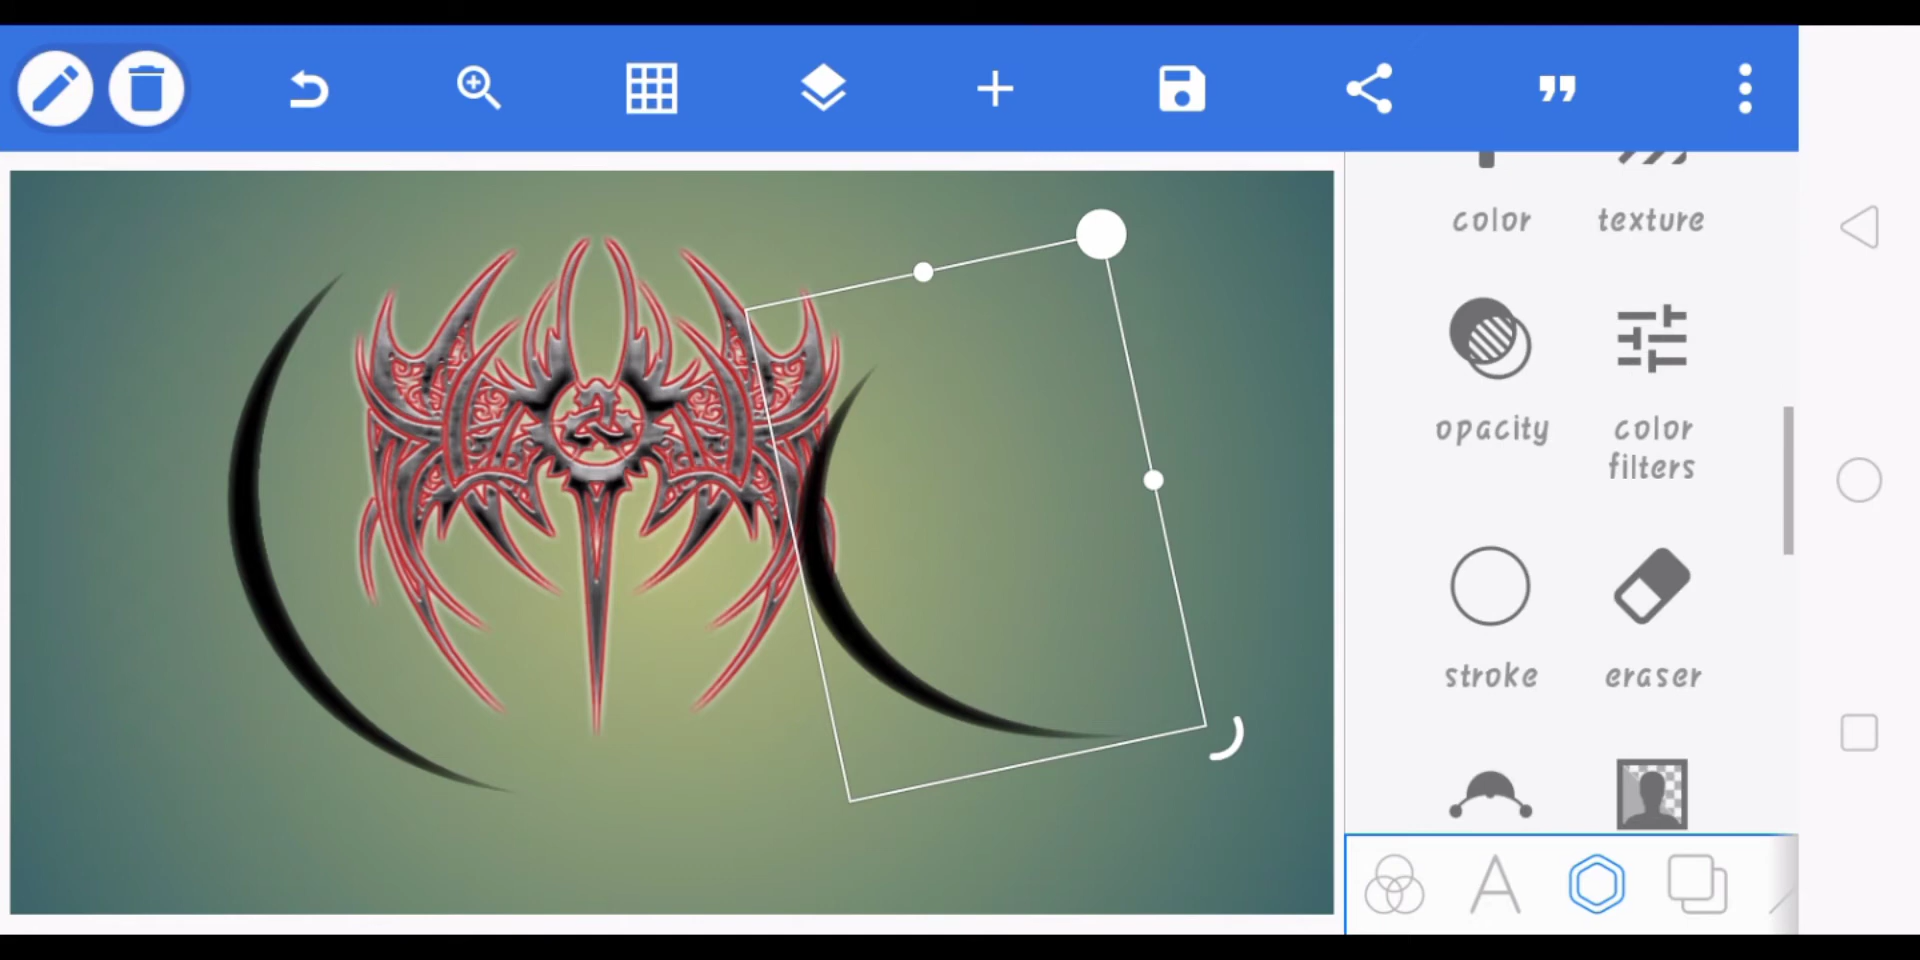 color texture
opacity color
filters
stroke eraser